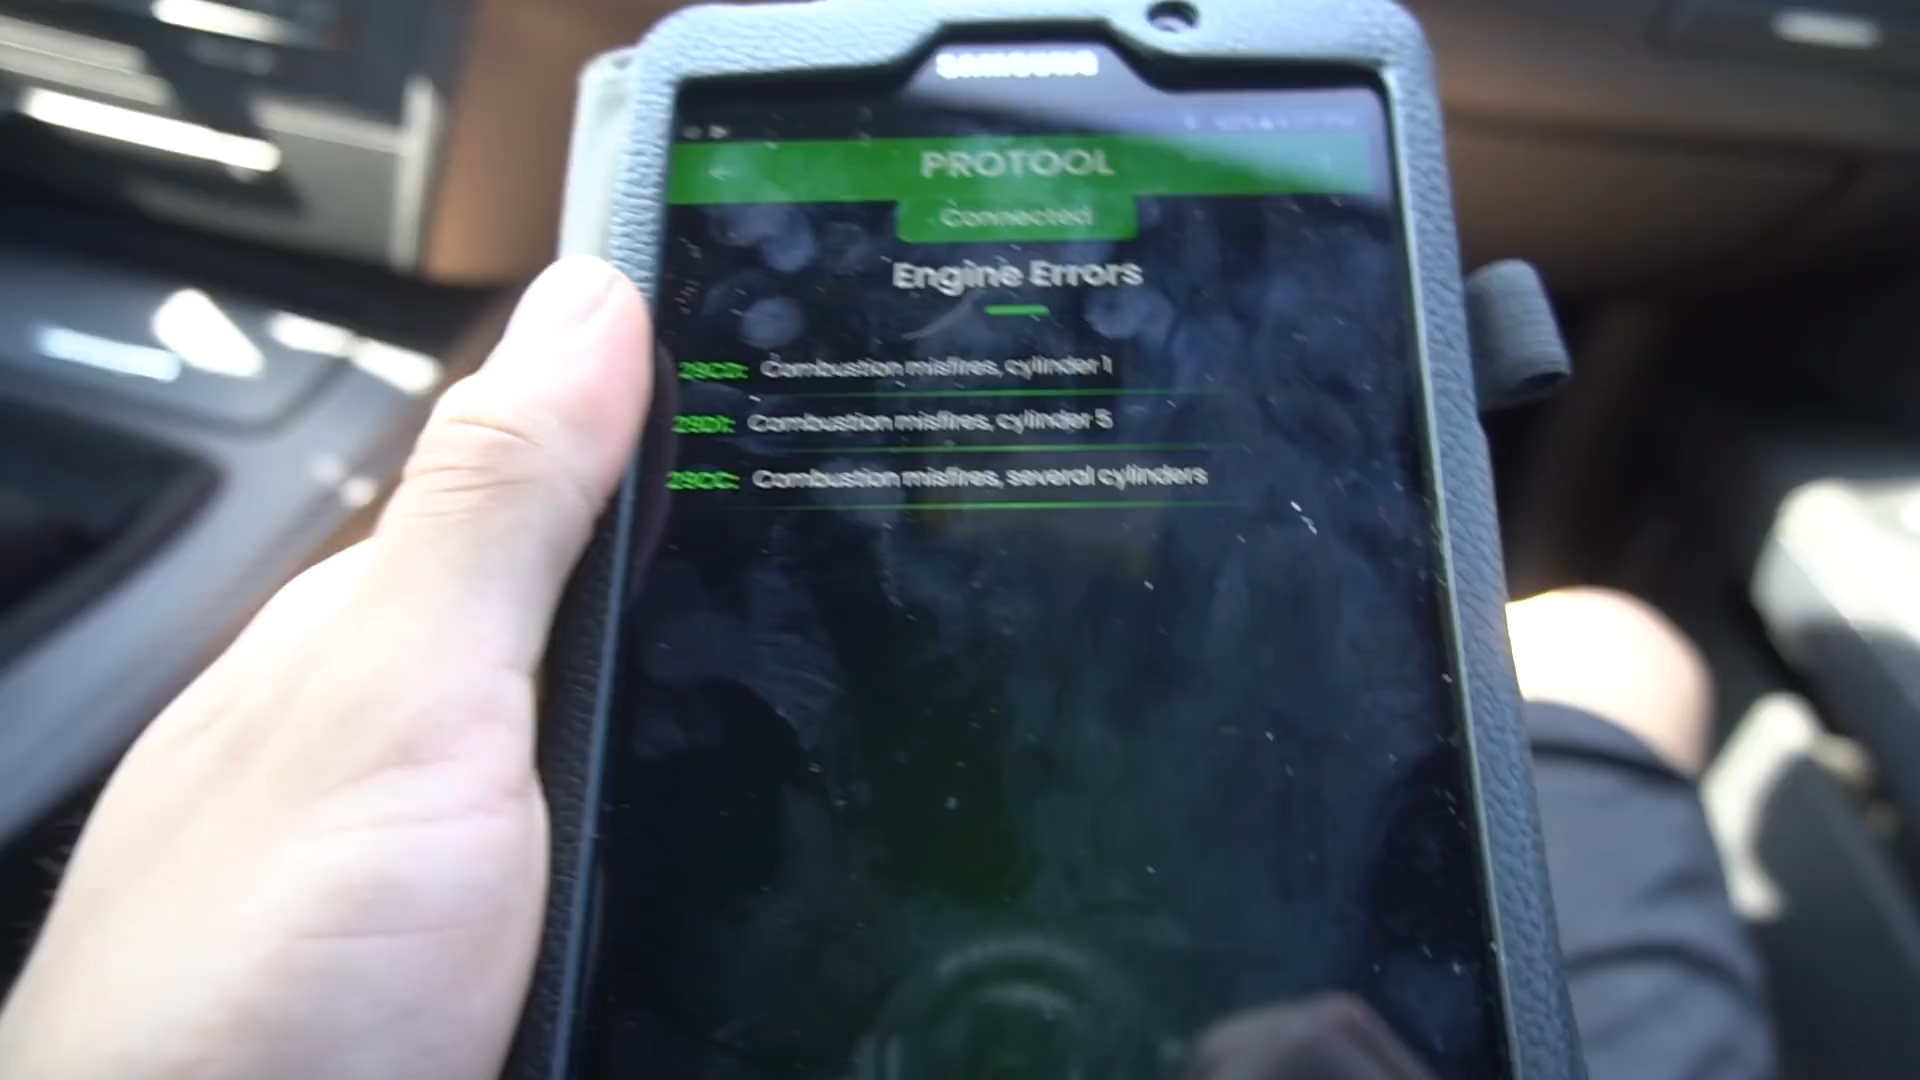 SAMSUNG
PROTOOL
Connected
Engine Errors
29CD: Combustion misfires, cylinder 1
29D1: Combustion misfires, cylinder 5
29CC: Combustion misfires, several cylinders